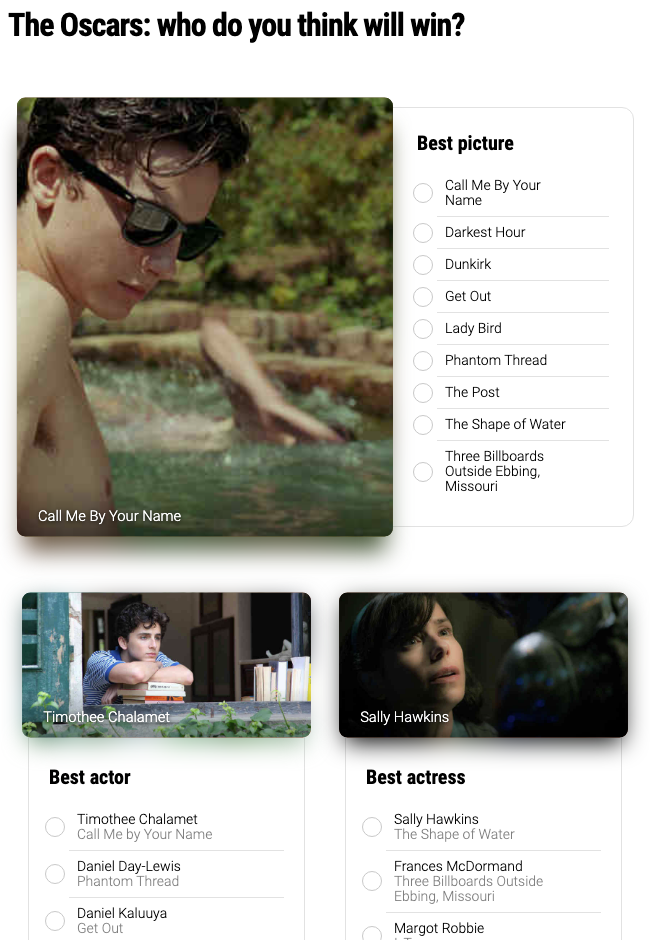 The Oscars: who do you think will win?
Call Me By Your Name
Best picture
Call Me By Your
Name
Darkest Hour
Dunkirk
Get Out
Lady Bird
Phantom Thread
The Post
The Shape of Water
Three Billboards
Outside Ebbing,
Missouri
Timothee Chalamet
Best actor
Timothee Chalamet
Call Me by Your Name
Daniel Day-Lewis
Phantom Thread
Daniel Kaluuya
Get Out
Sally Hawkins
Best actress
Sally Hawkins
The Shape of Water
Frances McDormand
Three Billboards Outside
Ebbing, Missouri
Margot Robbie